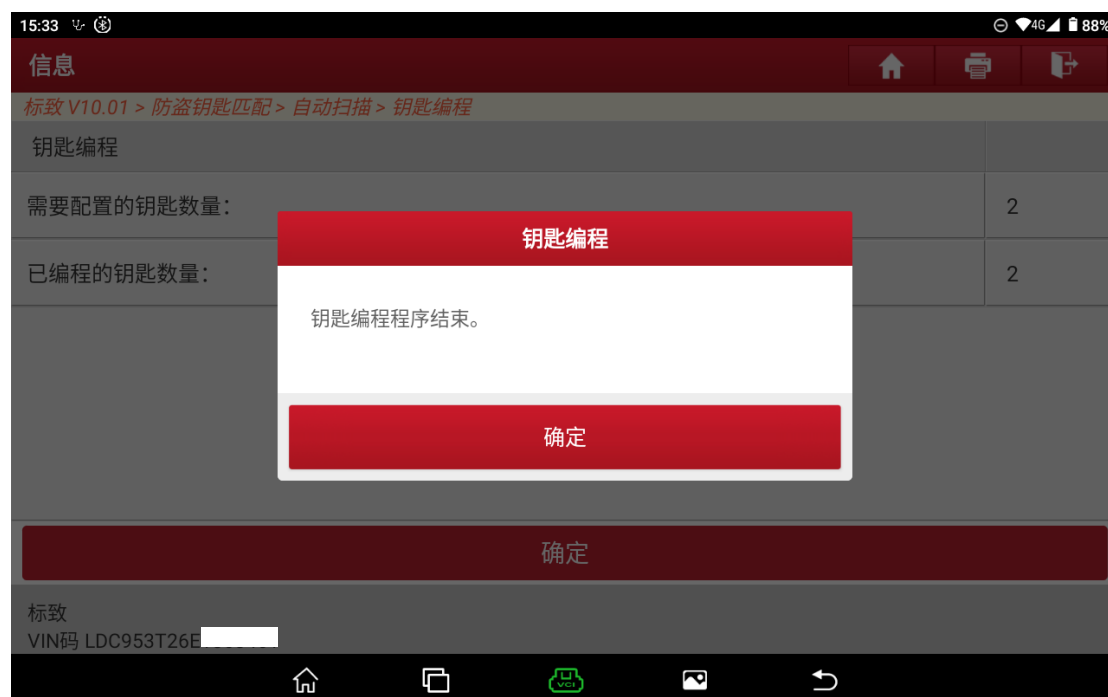 15:33 4G 88%
信息
标致 V10.01 > 防盗钥匙匹配 > 自动扫描 > 钥匙编程
钥匙编程
需要配置的钥匙数量： 2
钥匙编程
已编程的钥匙数量： 2
钥匙编程程序结束。
确定
确定
标致
VIN码 LDC953T26E
VCI